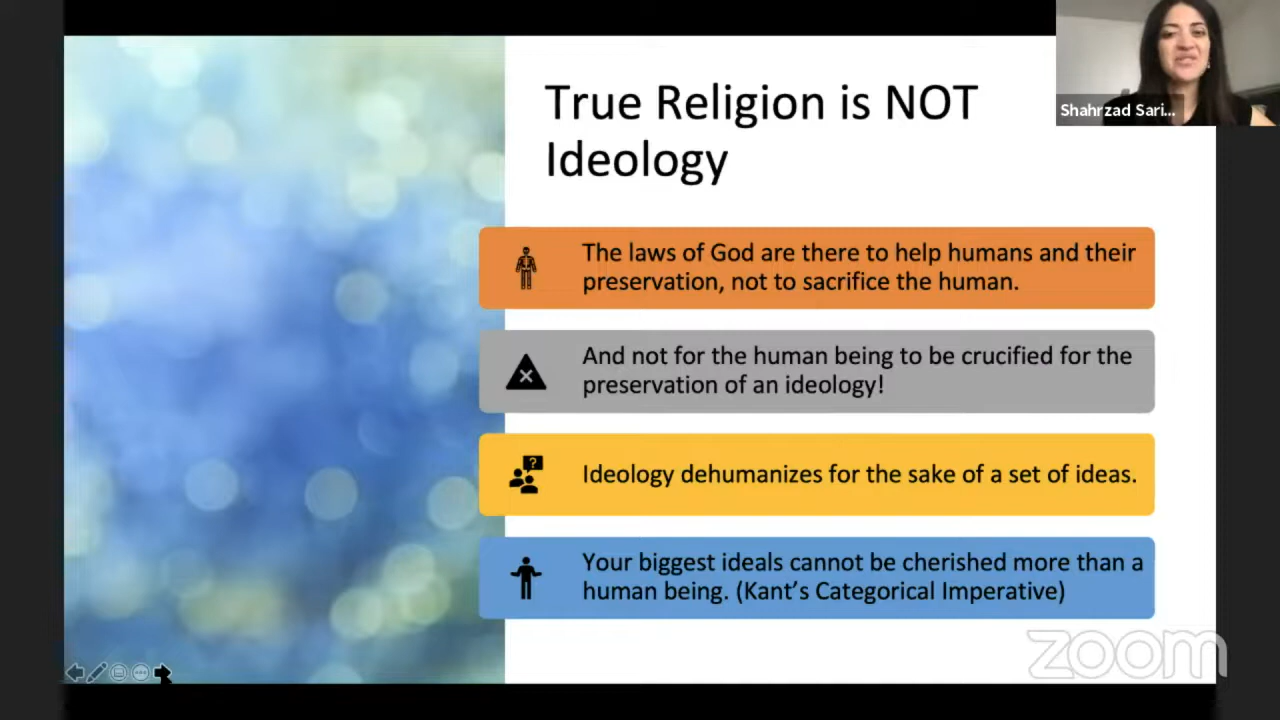 True Religion is NOT
Ideology
Shahrzad Sari...
The laws of God are there to help humans and their
preservation, not to sacrifice the human.
And not for the human being to be crucified for the
preservation of an ideology!
?
Ideology dehumanizes for the sake of a set of ideas.
Your biggest ideals cannot be cherished more than a
human being. (Kant's Categorical Imperative)
zoom